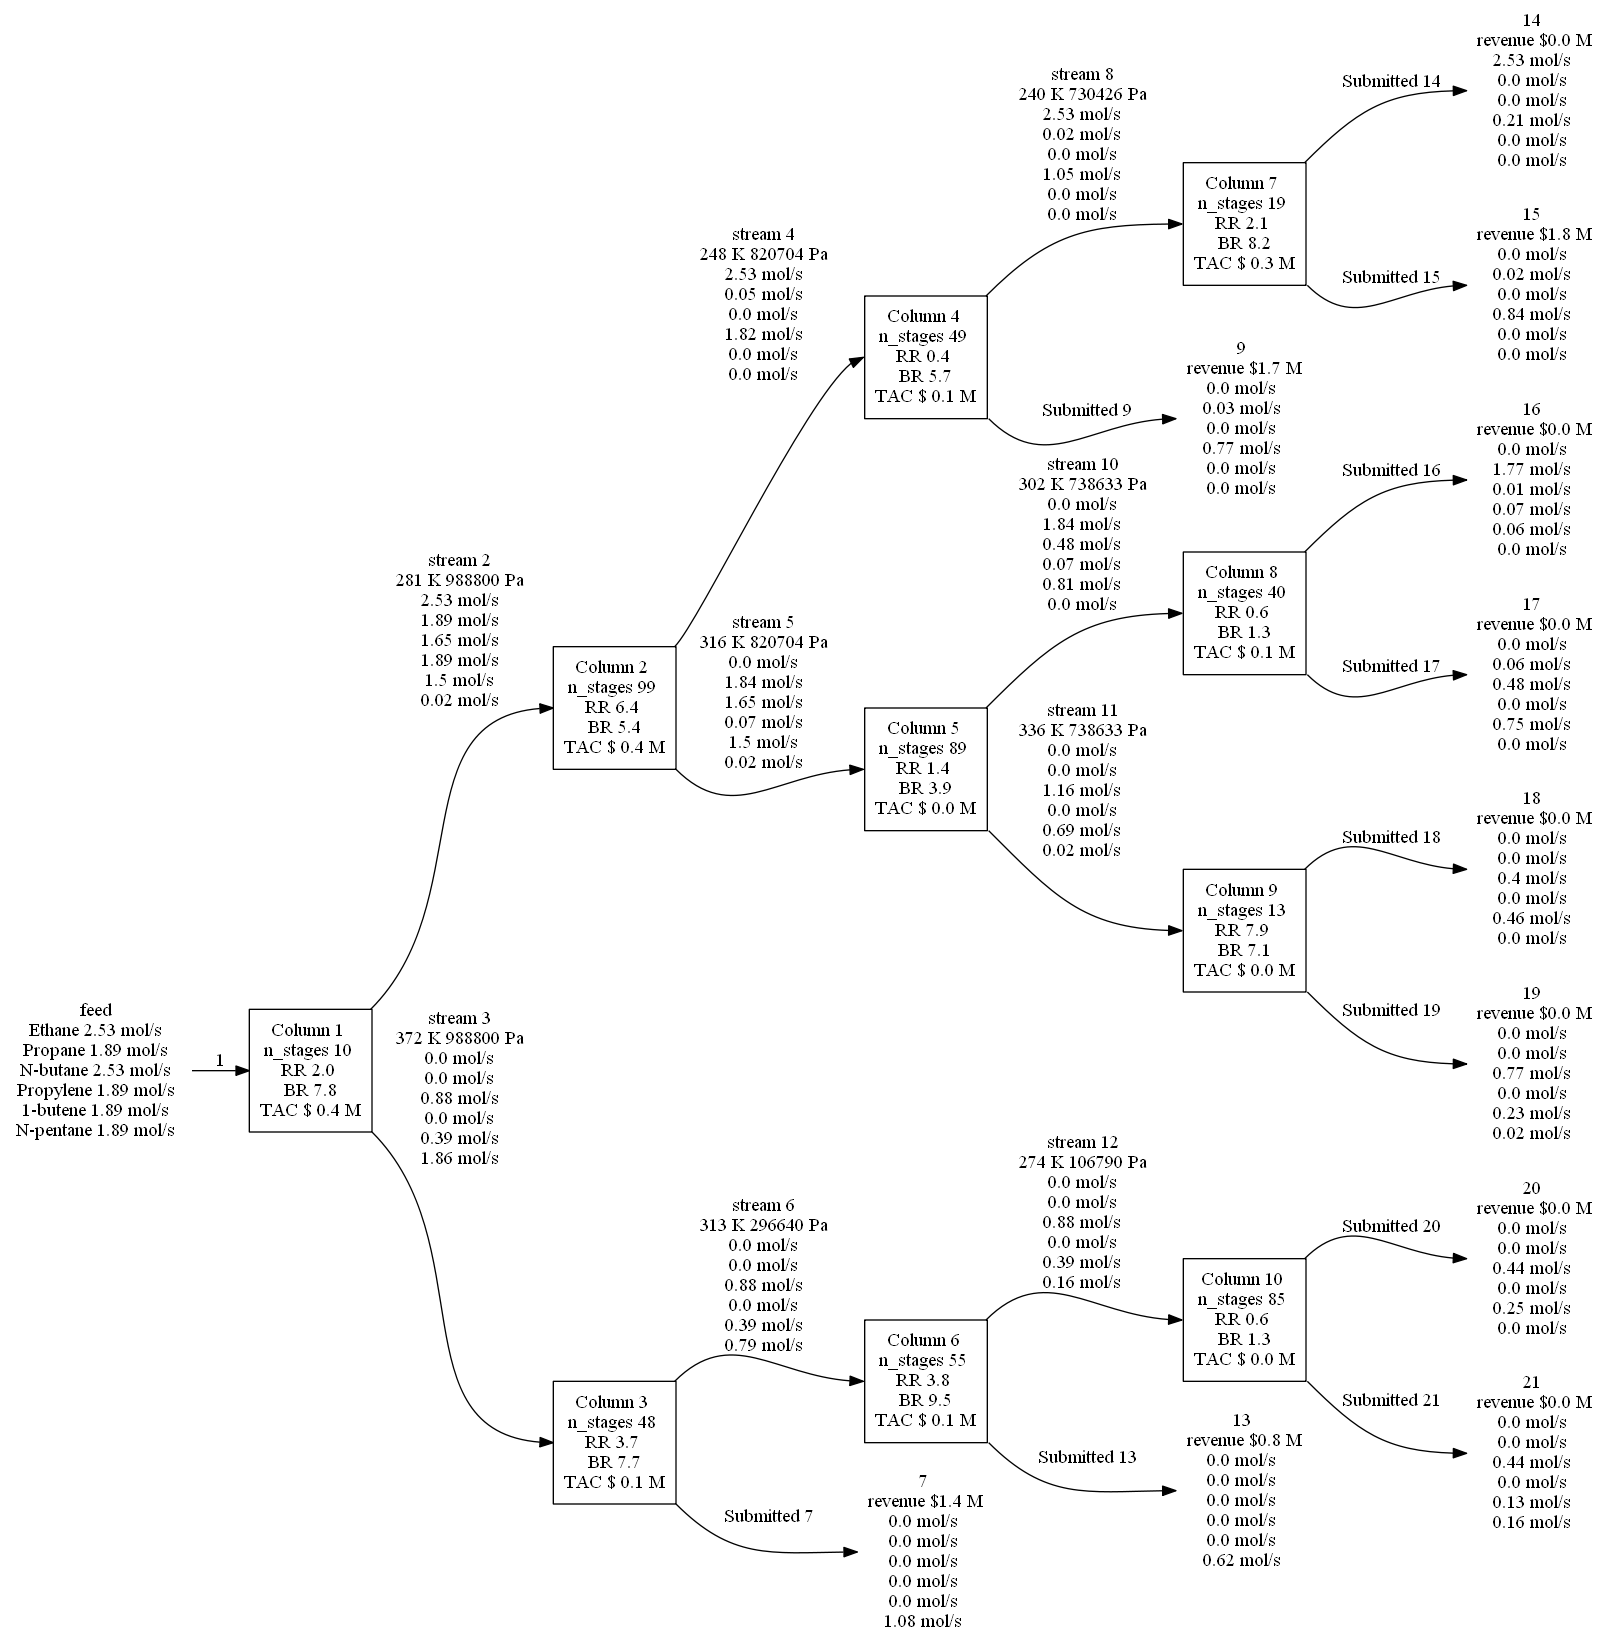 feed
Ethane 2.53 mol/s
Propane 1.89 mol/s
N-butane 2.53 mol/s
Propylene 1.89 mol/s
1-butene 1.89 mol/s
N-pentane 1.89 mol/s
1
Column 1
n_stages 10
RR 2.0
BR 7.8
TAC $ 0.4 M
stream 2
281 K 988800 Pa
2.53 mol/s
1.89 mol/s
1.65 mol/s
1.89 mol/s
1.5 mol/s
0.02 mol/s
stream 3
372 K 988800 Pa
0.0 mol/s
0.0 mol/s
0.88 mol/s
0.0 mol/s
0.39 mol/s
1.86 mol/s
Column 2
n_stages 99
RR 6.4
BR 5.4
TAC $ 0.4 M
Column 3
n_stages 48
RR 3.7
BR 7.7
TAC $ 0.1 M
stream 4
248 K 820704 Pa
2.53 mol/s
0.05 mol/s
0.0 mol/s
1.82 mol/s
0.0 mol/s
0.0 mol/s
stream 5
316 K 820704 Pa
0.0 mol/s
1.84 mol/s
1.65 mol/s
0.07 mol/s
1.5 mol/s
0.02 mol/s
stream 6
313 K 296640 Pa
0.0 mol/s
0.0 mol/s
0.88 mol/s
0.0 mol/s
0.39 mol/s
0.79 mol/s
Submitted 7
7
revenue $1.4 M
0.0 mol/s
0.0 mol/s
0.0 mol/s
0.0 mol/s
0.0 mol/s
1.08 mol/s
Column 4
n_stages 49
RR 0.4
BR 5.7
TAC $ 0.1 M
Column 5
n_stages 89
RR 1.4
BR 3.9
TAC $ 0.0 M
Column 6
n_stages 55
RR 3.8
BR 9.5
TAC $ 0.1 M
stream 8
240 K 730426 Pa
2.53 mol/s
0.02 mol/s
0.0 mol/s
1.05 mol/s
0.0 mol/s
0.0 mol/s
Submitted 9
9
revenue $1.7 M
0.0 mol/s
0.03 mol/s
0.0 mol/s
0.77 mol/s
0.0 mol/s
0.0 mol/s
stream 10
302 K 738633 Pa
0.0 mol/s
1.84 mol/s
0.48 mol/s
0.07 mol/s
0.81 mol/s
0.0 mol/s
stream 11
336 K 738633 Pa
0.0 mol/s
0.0 mol/s
1.16 mol/s
0.0 mol/s
0.69 mol/s
0.02 mol/s
stream 12
274 K 106790 Pa
0.0 mol/s
0.0 mol/s
0.88 mol/s
0.0 mol/s
0.39 mol/s
0.16 mol/s
Submitted 13
13
revenue $0.8 M
0.0 mol/s
0.0 mol/s
0.0 mol/s
0.0 mol/s
0.0 mol/s
0.62 mol/s
Column 7
n_stages 19
RR 2.1
BR 8.2
TAC $ 0.3 M
Column 8
n_stages 40
RR 0.6
BR 1.3
TAC $ 0.1 M
Column 9
n_stages 13
RR 7.9
BR 7.1
TAC $ 0.0 M
Column 10
n_stages 85
RR 0.6
BR 1.3
TAC $ 0.0 M
Submitted 14
14
revenue $0.0 M
2.53 mol/s
0.0 mol/s
0.0 mol/s
0.21 mol/s
0.0 mol/s
0.0 mol/s
Submitted 15
15
revenue $1.8 M
0.0 mol/s
0.02 mol/s
0.0 mol/s
0.84 mol/s
0.0 mol/s
0.0 mol/s
Submitted 16
16
revenue $0.0 M
0.0 mol/s
1.77 mol/s
0.01 mol/s
0.07 mol/s
0.06 mol/s
0.0 mol/s
Submitted 17
17
revenue $0.0 M
0.0 mol/s
0.06 mol/s
0.48 mol/s
0.0 mol/s
0.75 mol/s
0.0 mol/s
Submitted 18
18
revenue $0.0 M
0.0 mol/s
0.0 mol/s
0.4 mol/s
0.0 mol/s
0.46 mol/s
0.0 mol/s
Submitted 19
19
revenue $0.0 M
0.0 mol/s
0.0 mol/s
0.77 mol/s
0.0 mol/s
0.23 mol/s
0.02 mol/s
Submitted 20
20
revenue $0.0 M
0.0 mol/s
0.0 mol/s
0.44 mol/s
0.0 mol/s
0.25 mol/s
0.0 mol/s
Submitted 21
21
revenue $0.0 M
0.0 mol/s
0.0 mol/s
0.44 mol/s
0.0 mol/s
0.13 mol/s
0.16 mol/s